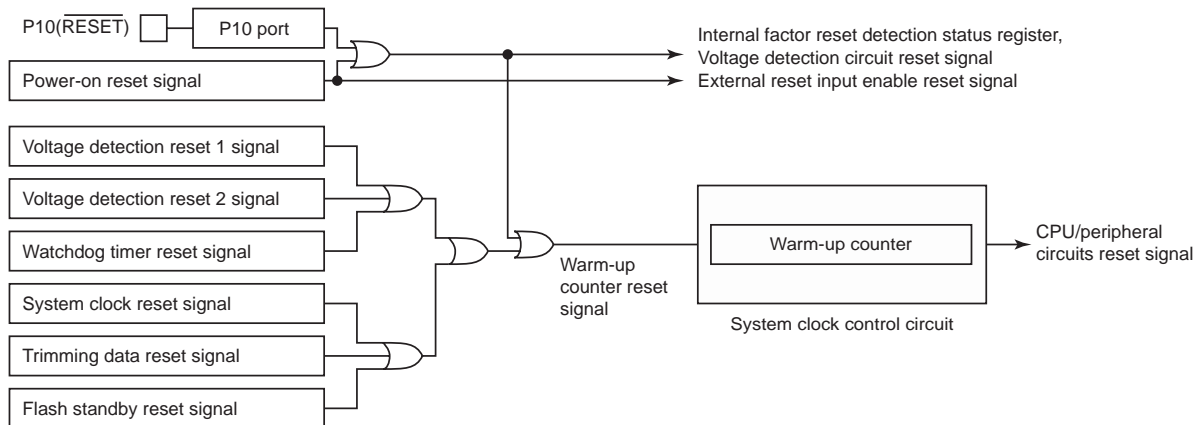 P10(RESET)
P10 port
Internal factor reset detection status register,
Voltage detection circuit reset signal
Power-on reset signal
External reset input enable reset signal
Voltage detection reset 1 signal
Voltage detection reset 2 signal
Watchdog timer reset signal
System clock reset signal
Trimming data reset signal
Flash standby reset signal
Warm-up
counter reset
signal
Warm-up counter
System clock control circuit
CPU/peripheral
circuits reset signal